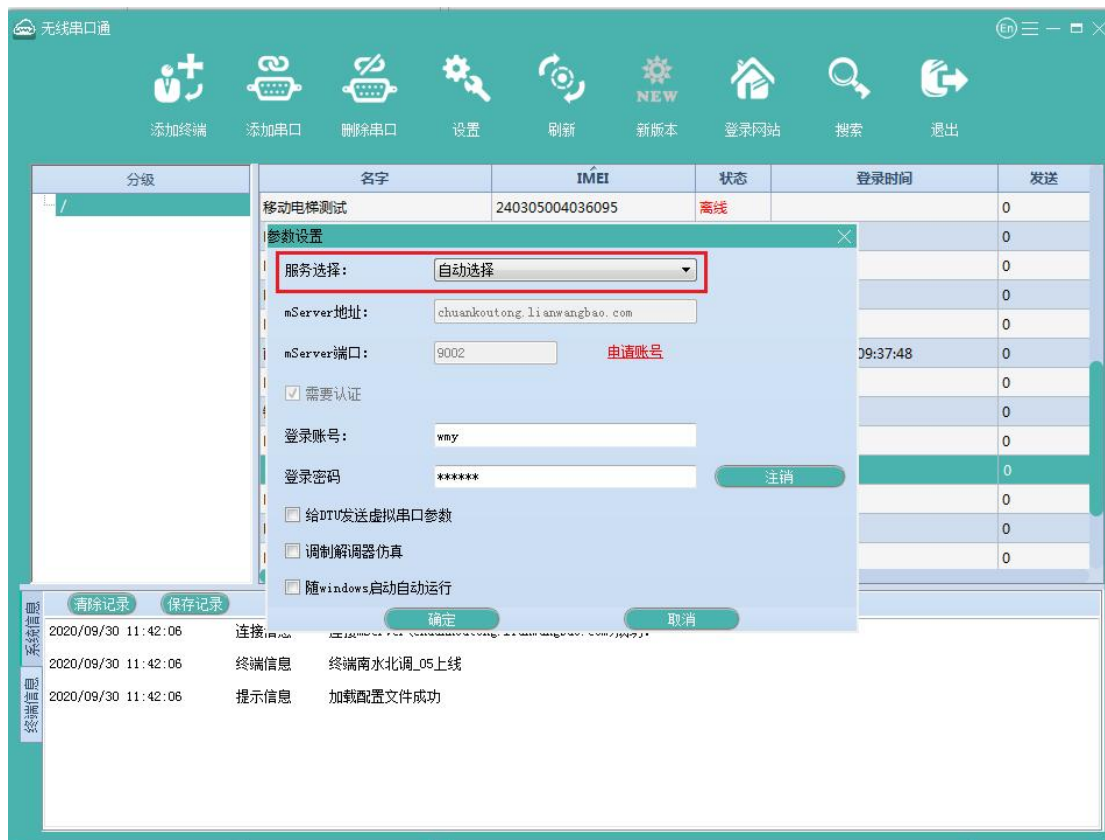 无线串口通
En
NEW
添加终端 添加串口 删除串口 设置 刷新 新版本 登录网站 搜索 退出
分级 名字 IMEI 状态 登录时间 发送
/
移动电梯测试 240305004036095 离线 0
参数设置 0
服务选择: 自动选择 0
0
mServer地址: chuankoutong.lianwangbao.com 0
mServer端口: 9002 申请账号 09:37:48 0
0
需要认证 0
登录账号: wmy 0
登录密码 ****** 注销 0
0
给DTU发送虚拟串口参数 0
调制解调器仿真 0
随windows启动自动运行
确定 取消
清除记录 保存记录
系统信息
终端信息
2020/09/30 11:42:06 连接信息
2020/09/30 11:42:06 终端信息 终端南水北调_05上线
2020/09/30 11:42:06 提示信息 加载配置文件成功